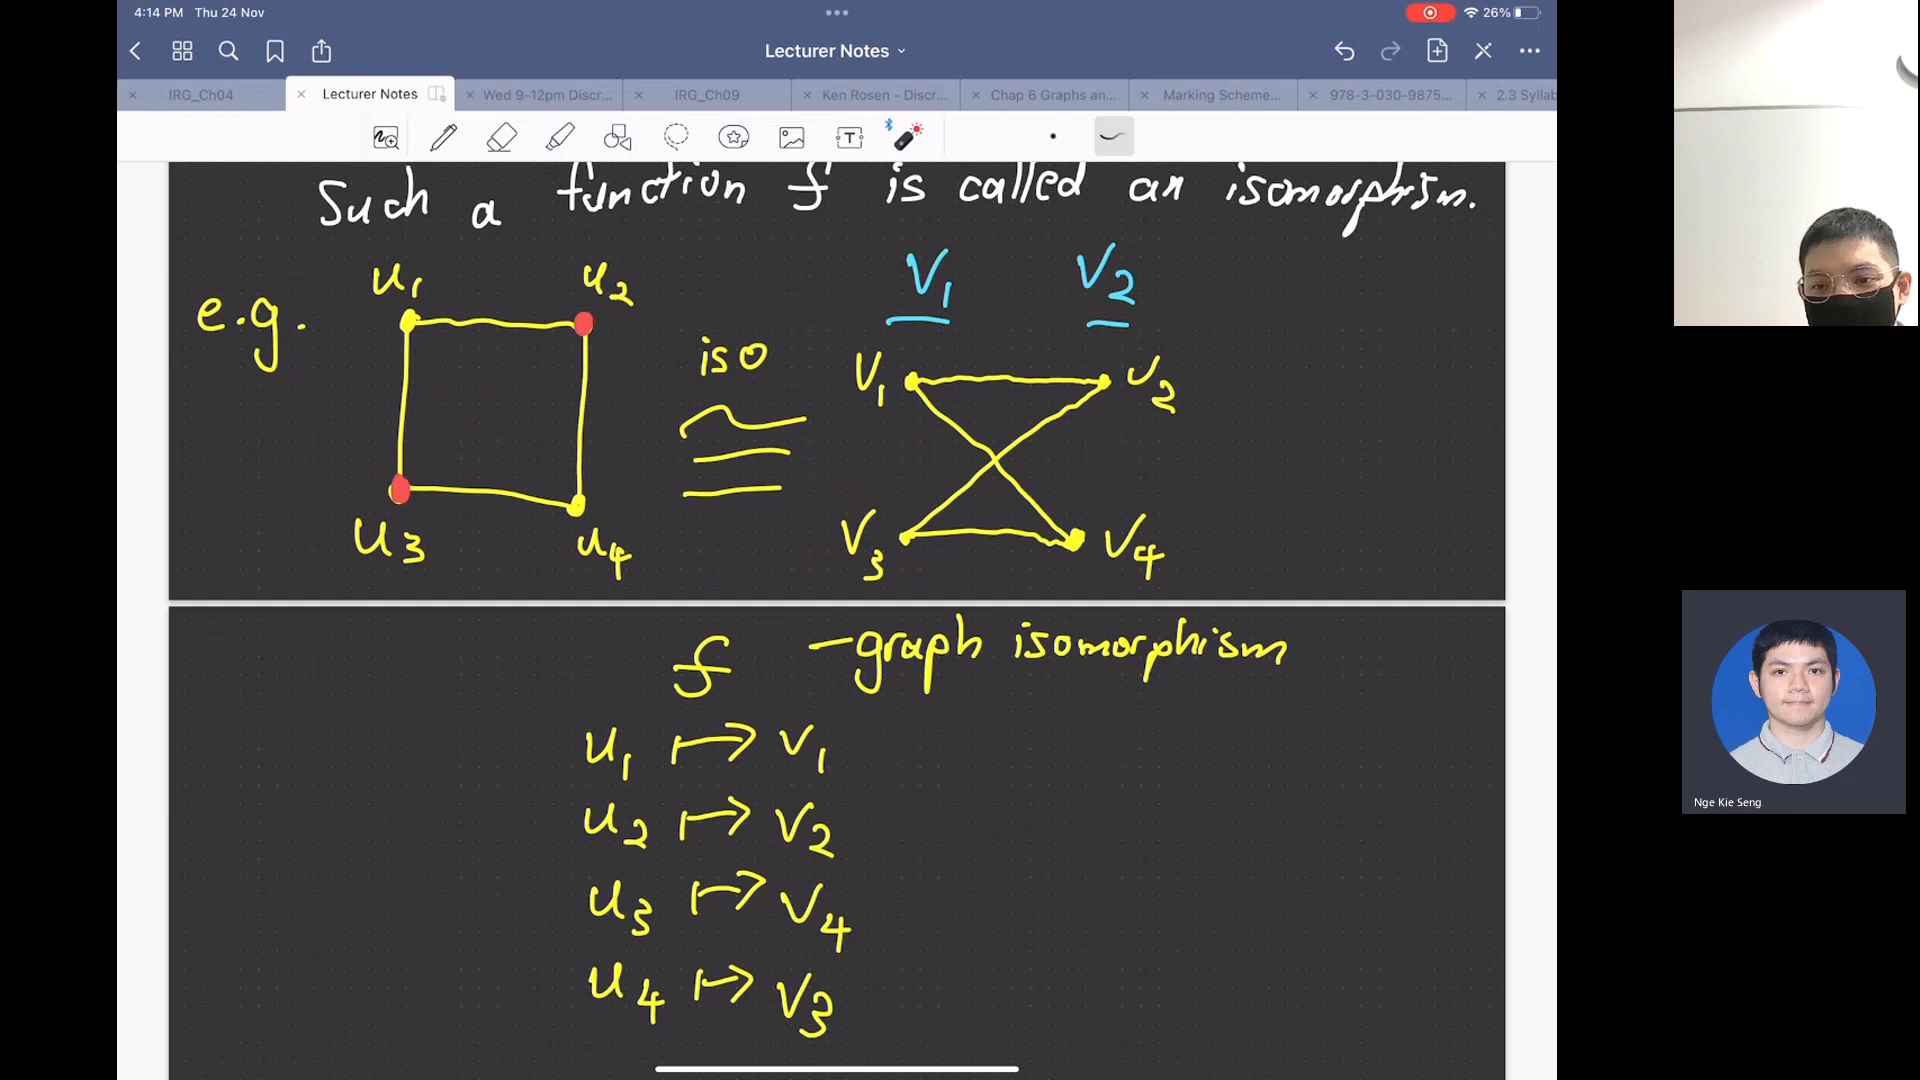 4:14 PM Thu 24 Nov
26%
Lecturer Notes
IRG_Ch04
Lecturer Notes
Wed 9-12pm Discr...
IRG_Ch09
Ken Rosen - Discr...
Chap 6 Graphs an...
Marking Scheme...
978-3-030-9875...
2.3 Syllab
Such a function f is called an isomorphism.
e.g.
u1 u2
u3 u4
iso
≅
V1 V2
v1 v2
v3 v4
f - graph isomorphism
u1 ↦ v1
u2 ↦ v2
u3 ↦ v4
u4 ↦ v3
Nge Kie Seng